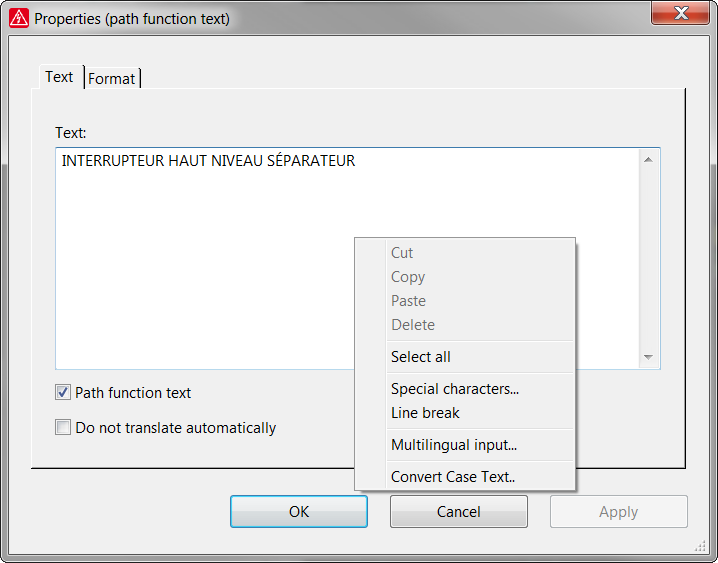 Properties (path function text)
Text
Format
Text:
INTERRUPTEUR HAUT NIVEAU SÉPARATEUR
Cut
Copy
Paste
Delete
Select all
Special characters...
Line break
Multilingual input...
Convert Case Text..
Path function text
Do not translate automatically
OK
Cancel
Apply